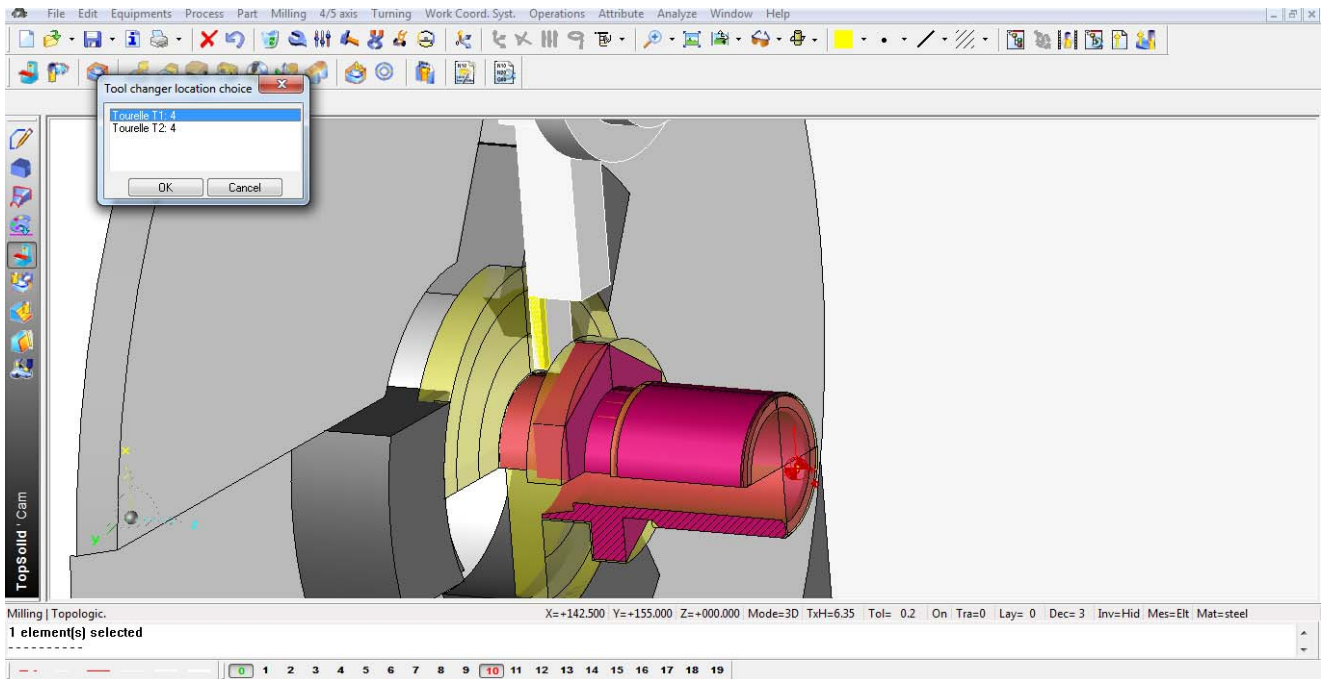 File Edit Equipments Process Part Milling 4/5 axis Turning Work Coord. Syst. Operations Attribute Analyze Window Help
Tool changer location choice
Tourelle T1: 4
Tourelle T2: 4
OK Cancel
x
y
z
TopSolid'Cam
Milling | Topologic.
X=+142.500 Y=+155.000 Z=+000.000 Mode=3D TxH=6.35 Tol= 0.2 On Tra=0 Lay= 0 Dec= 3 Inv=Hid Mes=Elt Mat=steel
1 element(s) selected
----------
0 1 2 3 4 5 6 7 8 9 10 11 12 13 14 15 16 17 18 19